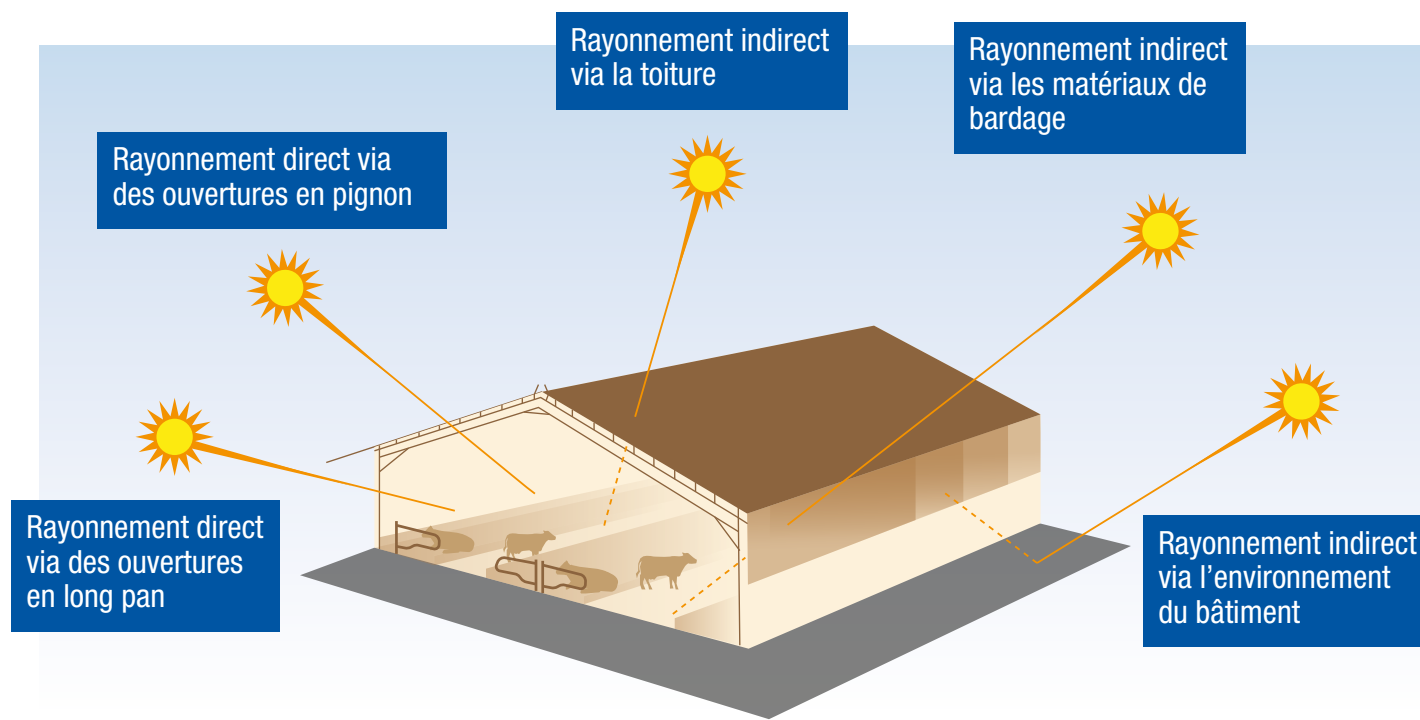 Rayonnement indirect
via la toiture
Rayonnement indirect
via les matériaux de
bardage
Rayonnement direct via
des ouvertures en pignon
Rayonnement direct
via des ouvertures
en long pan
Rayonnement indirect
via l’environnement
du bâtiment